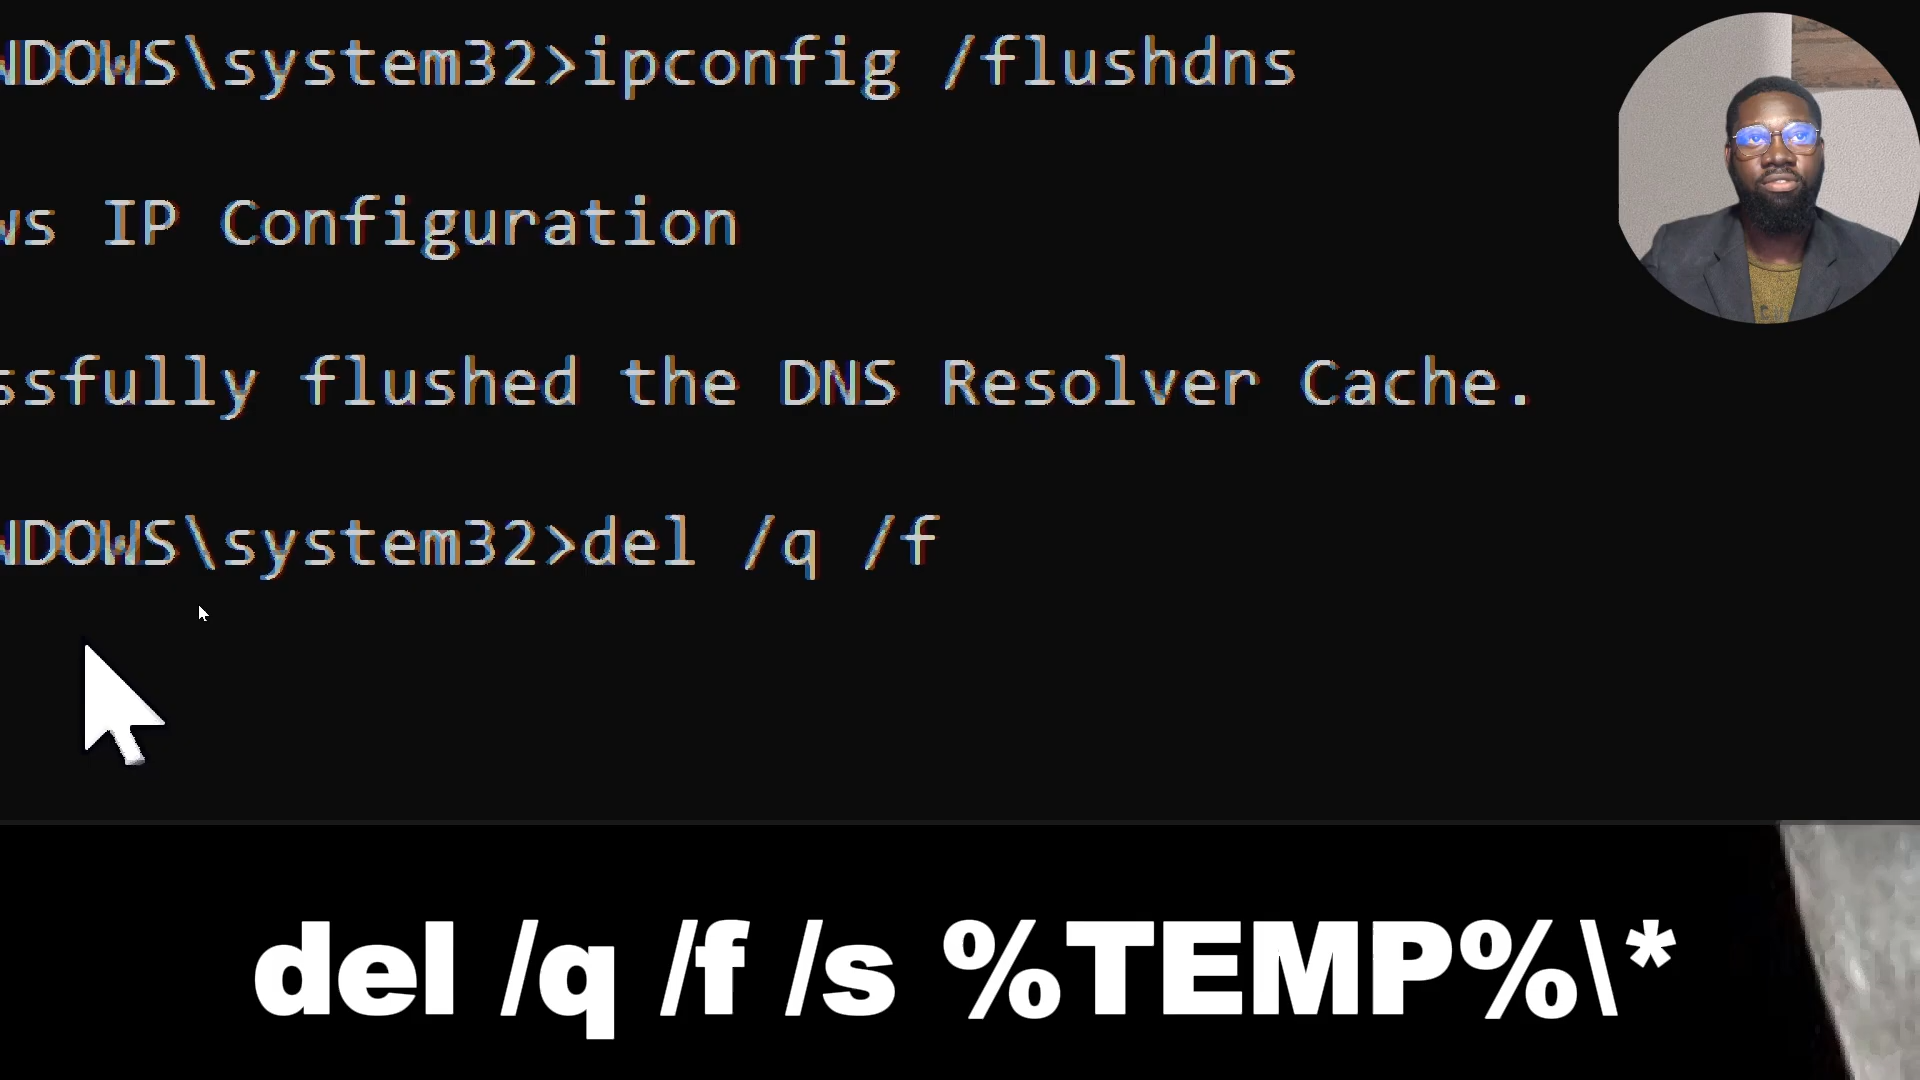 NDOWS\system32>ipconfig /flushdns
ws IP Configuration
ssfully flushed the DNS Resolver Cache.
NDOWS\system32>del /q /f
del /q /f /s %TEMP%\*